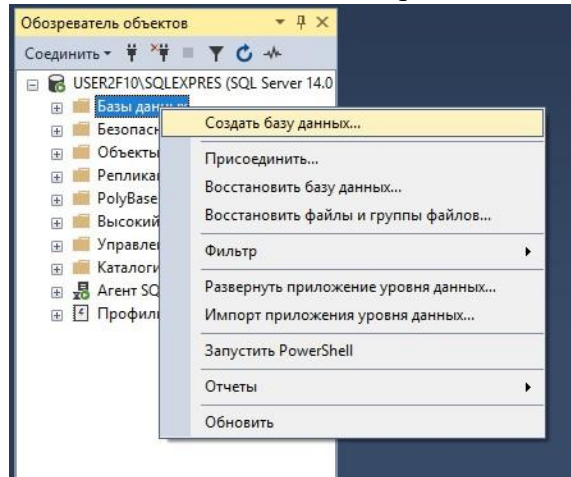 Обозреватель объектов
Соединить
USER2F10\SQLEXPRES (SQL Server 14.0
Базы данных
Создать базу данных...
Безопасн
Присоединить...
Объекты
Восстановить базу данных...
Реплика
PolyBase
Восстановить файлы и группы файлов...
Высокий
Управле
Фильтр
Каталоги
Агент SQ
Развернуть приложение уровня данных...
Профил
Импорт приложения уровня данных...
Запустить PowerShell
Отчеты
Обновить